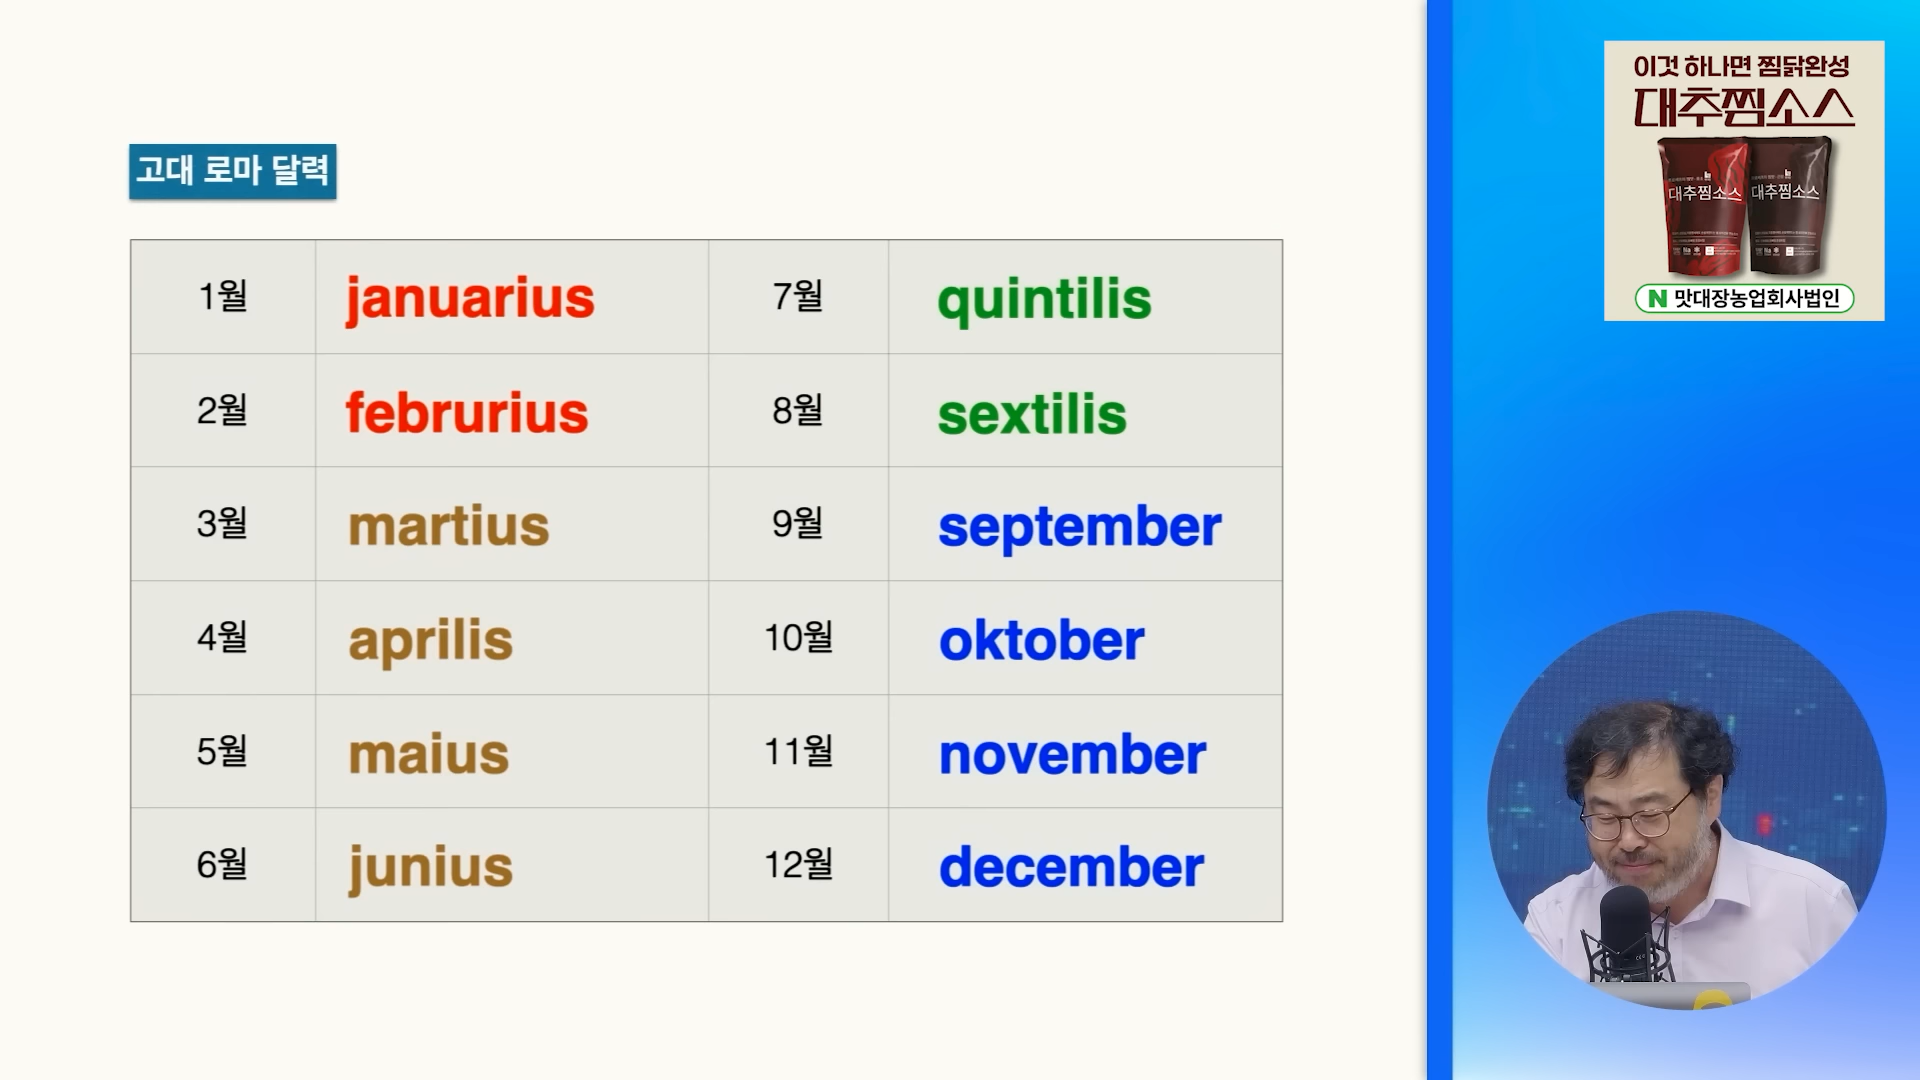 고대 로마 달력
1월 januarius 7월 quintilis
2월 februrius 8월 sextilis
3월 martius 9월 september
4월 aprilis 10월 oktober
5월 maius 11월 november
6월 junius 12월 december
이것 하나면 찜닭완성
대추찜소스
대추찜소스 대추찜소스
N 맛대장농업회사법인